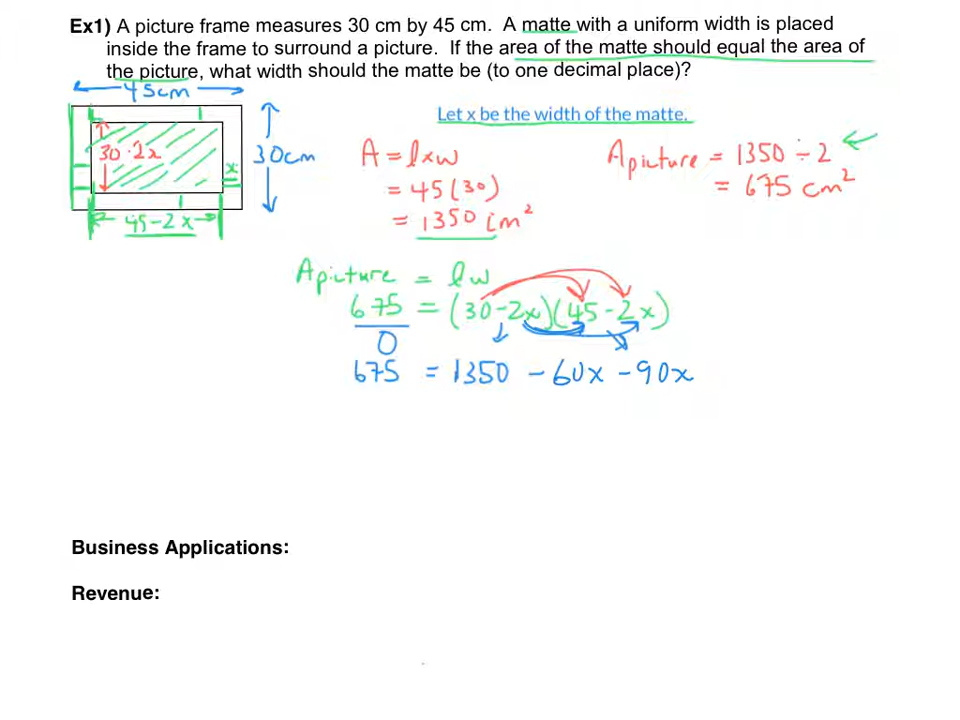 Ex1) A picture frame measures 30 cm by 45 cm. A matte with a uniform width is placed
inside the frame to surround a picture. If the area of the matte should equal the area of
the picture, what width should the matte be (to one decimal place)?
45cm
Let x be the width of the matte.
30-2x
x
30cm
45-2x
A = l×w
= 45(30)
= 1350 cm²
Apicture = 1350 ÷ 2
= 675 cm²
Apicture = lw
675 = (30-2x)(45-2x)
0
675 = 1350 - 60x - 90x
Business Applications:
Revenue: